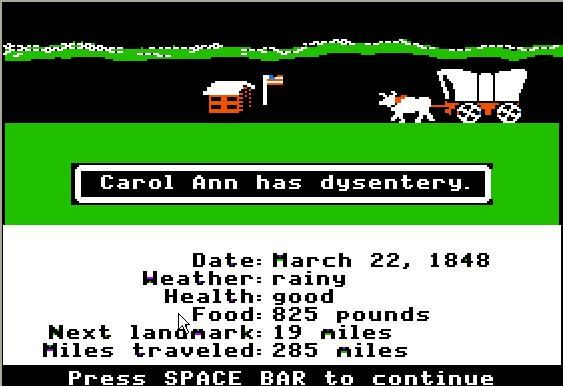 Carol Ann has dysentery.
Date: March 22, 1848
Weather: rainy
Health: good
Food: 825 pounds
Next landmark: 19 miles
Miles traveled: 285 miles
Press SPACE BAR to continue